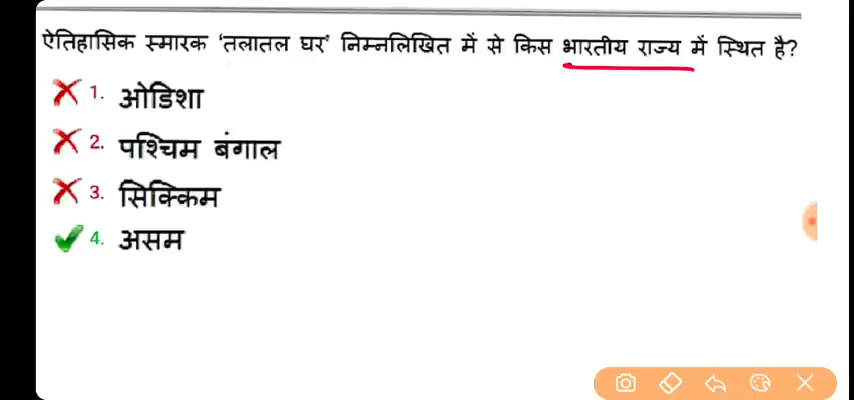 ऐतिहासिक स्मारक ‘तलातल घर’ निम्नलिखित में से किस भारतीय राज्य में स्थित है?
1. ओडिशा
2. पश्चिम बंगाल
3. सिक्किम
4. असम